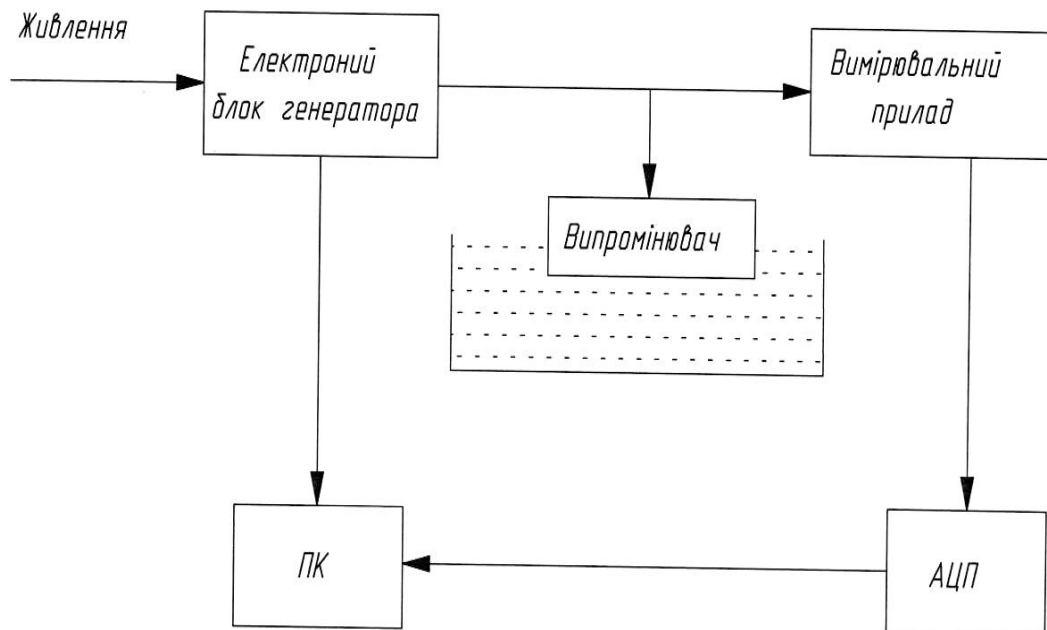 Живлення
Електроний
блок генератора
Вимірювальний
прилад
Випромінювач
ПК
АЦП